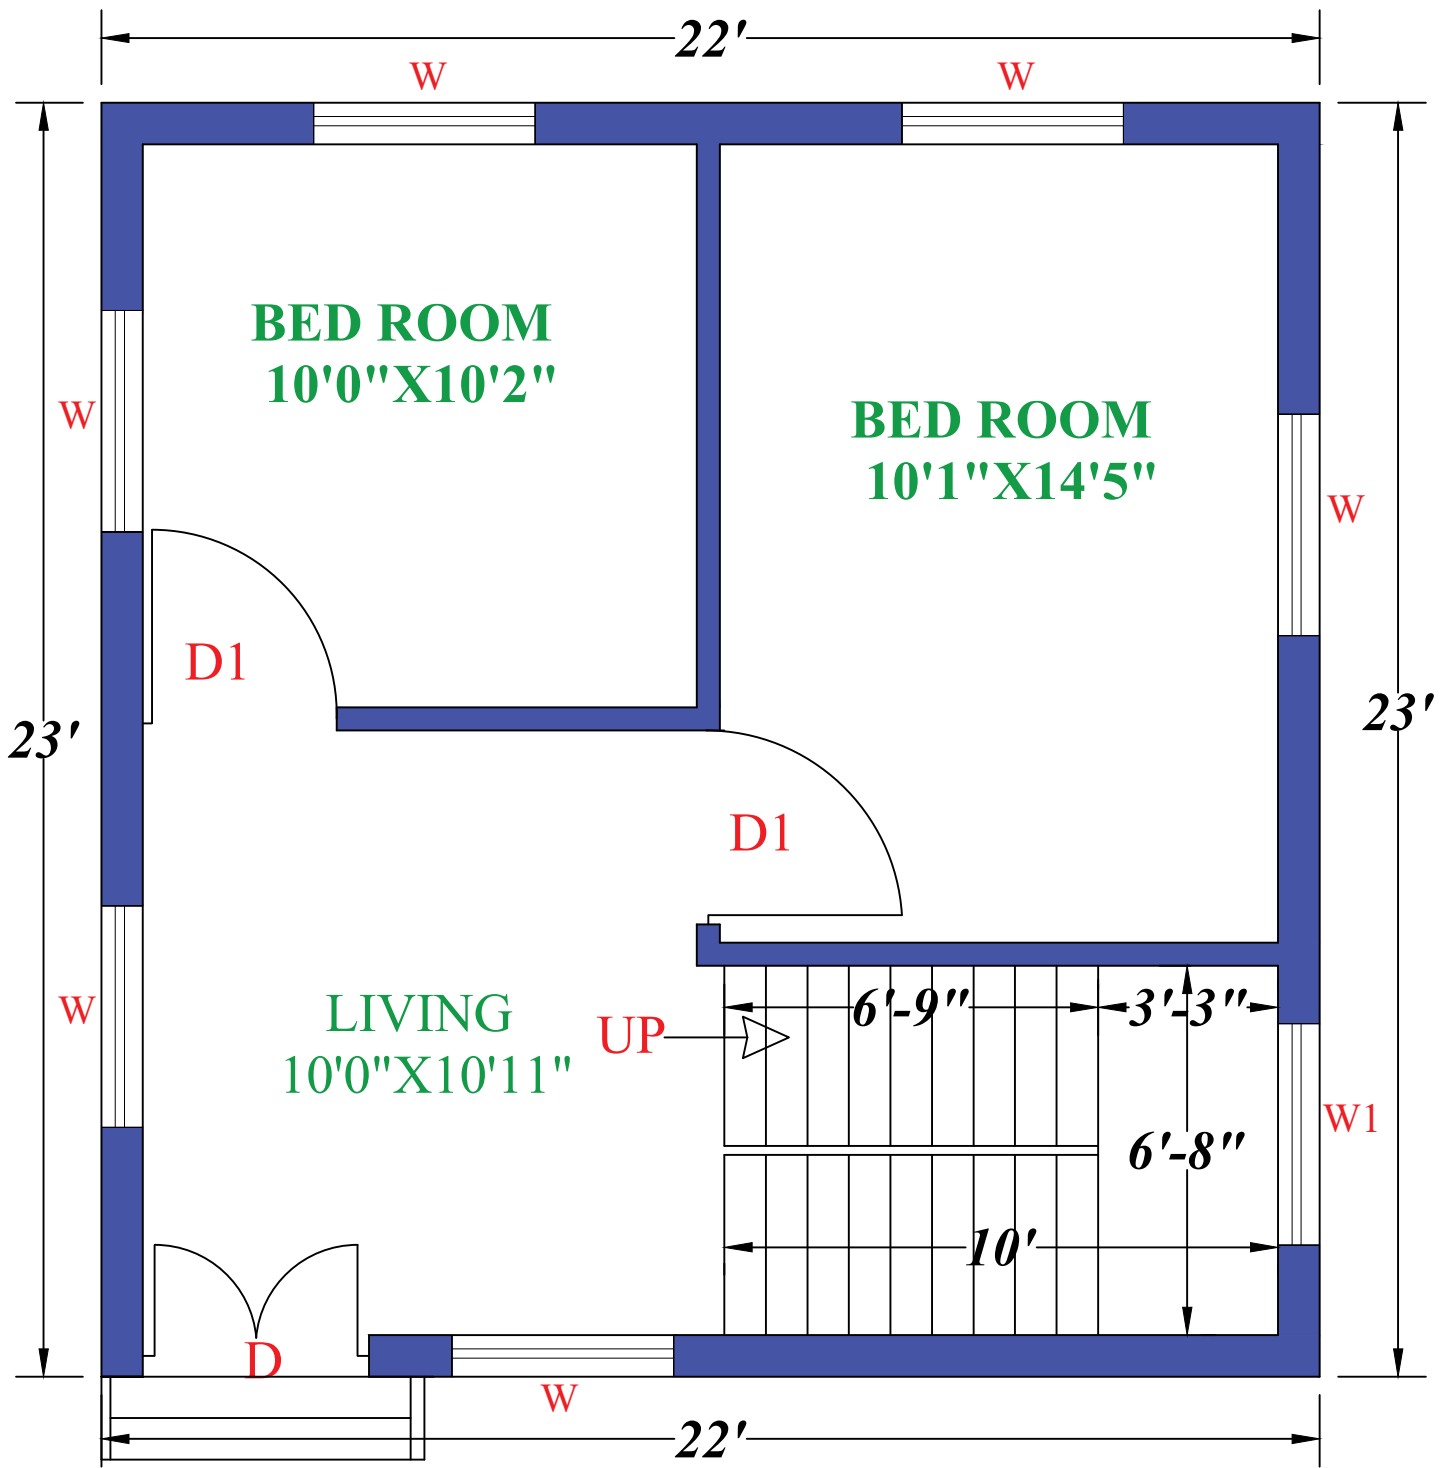 22'
W
W
BED ROOM
10'0"X10'2"
BED ROOM
10'1"X14'5"
W
W
D1
23'
23'
D1
W
LIVING
10'0"X10'11"
UP
6'-9"
3'-3"
W1
6'-8"
10'
D
W
22'